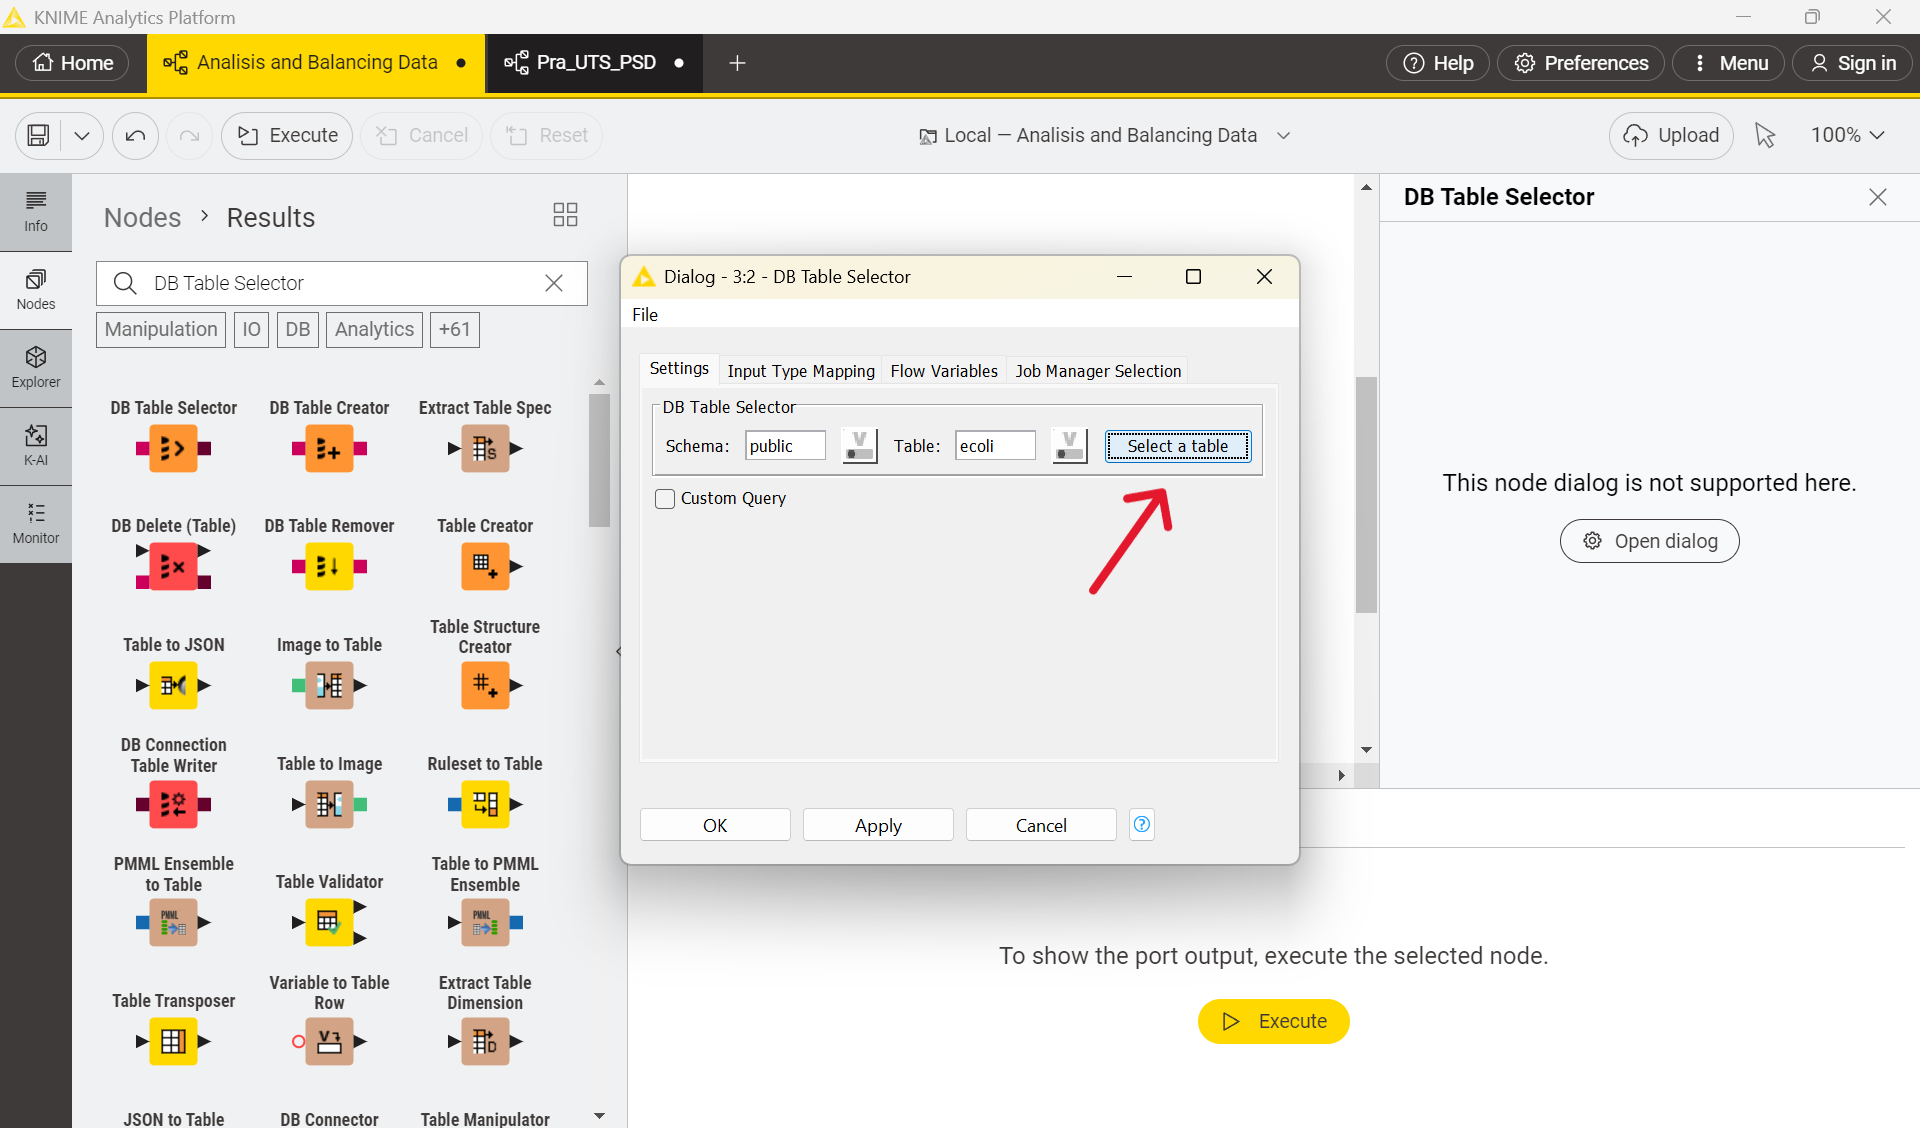 KNIME Analytics Platform
Home
Analisis and Balancing Data
Pra_UTS_PSD
Help
Preferences
Menu
Sign in
Execute
Cancel
Reset
Local — Analisis and Balancing Data
Upload
100%
Info
Nodes
Explorer
K-AI
Monitor
Nodes > Results
DB Table Selector
Manipulation
IO
DB
Analytics
+61
DB Table Selector
DB Table Creator
Extract Table Spec
S
DB Delete (Table)
DB Table Remover
Table Creator
Table to JSON
Image to Table
Table Structure
Creator
DB Connection
Table Writer
Table to Image
Ruleset to Table
PMML Ensemble
to Table
PMML
Table Validator
Table to PMML
Ensemble
PMML
Table Transposer
Variable to Table
Row
V
Extract Table
Dimension
D
JSON to Table
DB Connector
Table Manipulator
Dialog - 3:2 - DB Table Selector
File
Settings
Input Type Mapping
Flow Variables
Job Manager Selection
DB Table Selector
Schema:
public
V
Table:
ecoli
V
Select a table
Custom Query
OK
Apply
Cancel
?
DB Table Selector
This node dialog is not supported here.
Open dialog
To show the port output, execute the selected node.
Execute